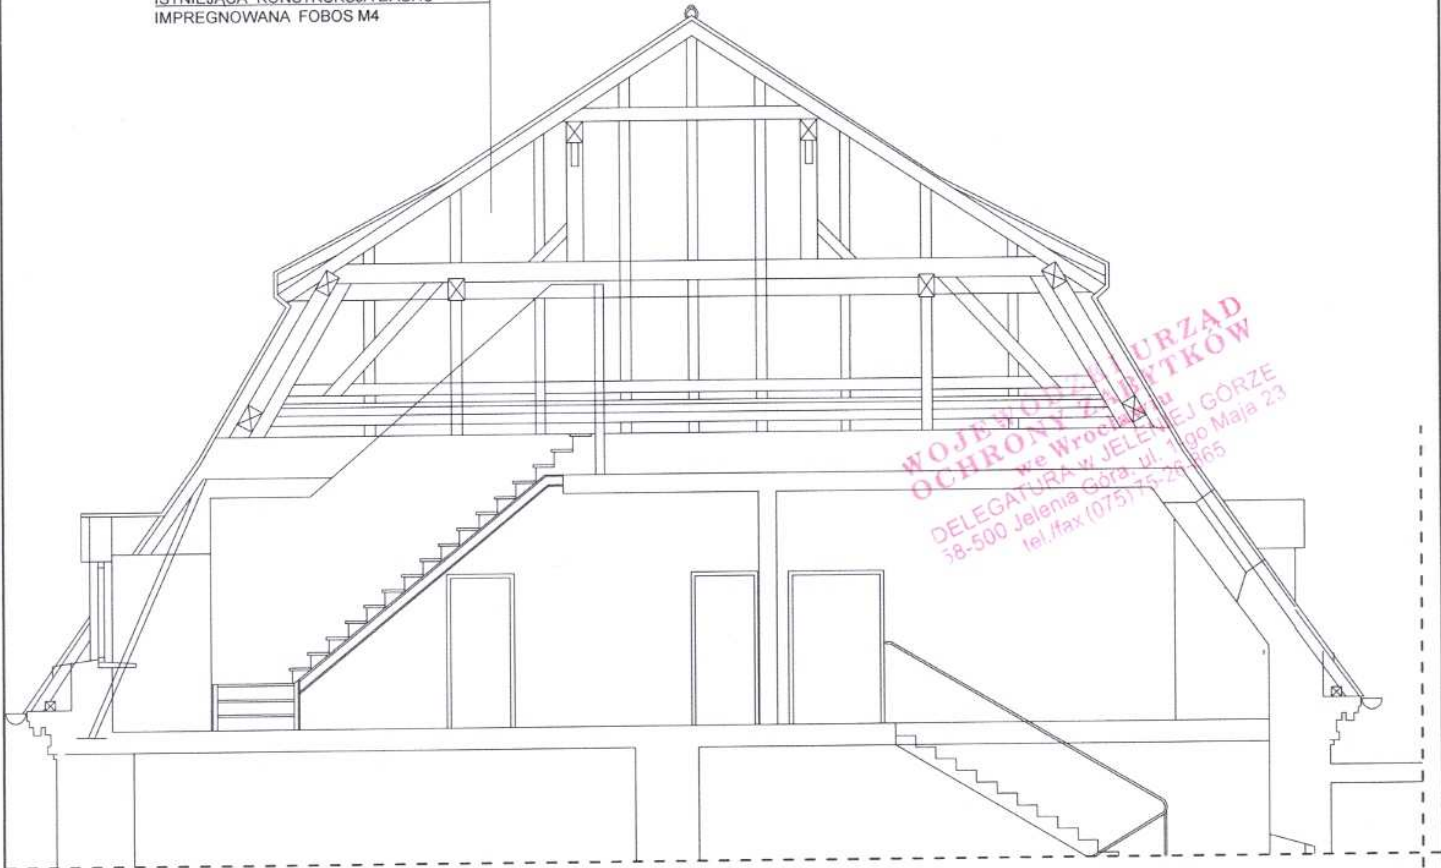 IMPREGNOWANA FOBOS M4
WOJEWÓDZKI URZĄD
OCHRONY ZABYTKÓW
we Wrocławiu
DELEGATURA w JELENIEJ GÓRZE
58-500 Jelenia Góra, ul. 1-go Maja 23
tel./fax (075) 75-26-865